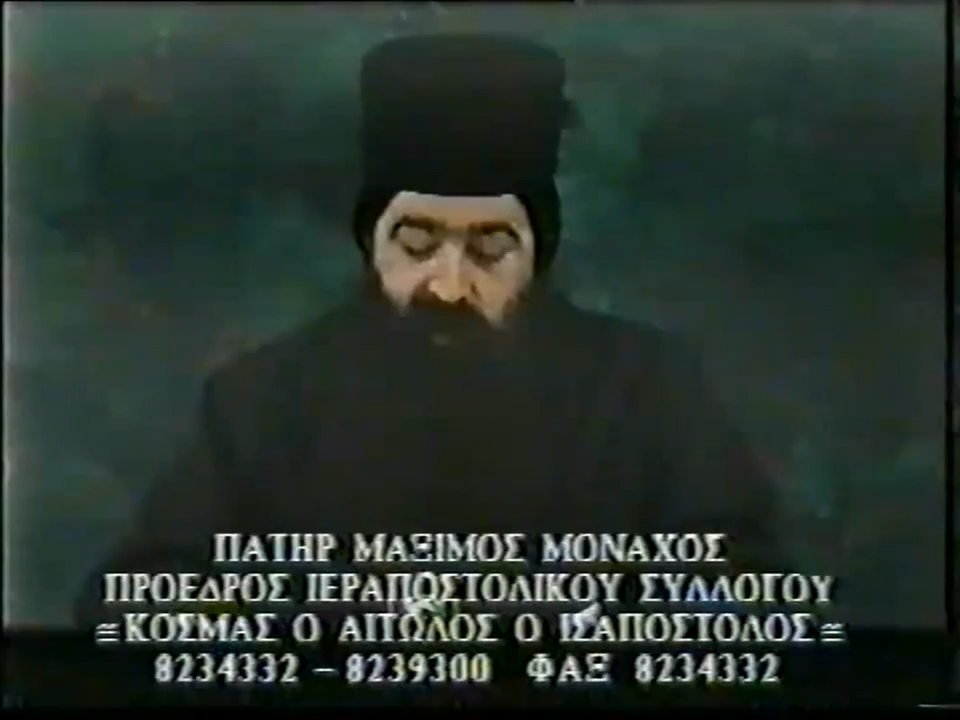 ΠΑΤΗΡ ΜΑΞΙΜΟΣ ΜΟΝΑΧΟΣ
ΠΡΟΕΔΡΟΣ ΙΕΡΑΠΟΣΤΟΛΙΚΟΥ ΣΥΛΛΟΓΟΥ
≅ΚΟΣΜΑΣ Ο ΑΙΤΩΛΟΣ Ο ΙΣΑΠΟΣΤΟΛΟΣ≅
8234332 – 8239300 ΦΑΞ 8234332